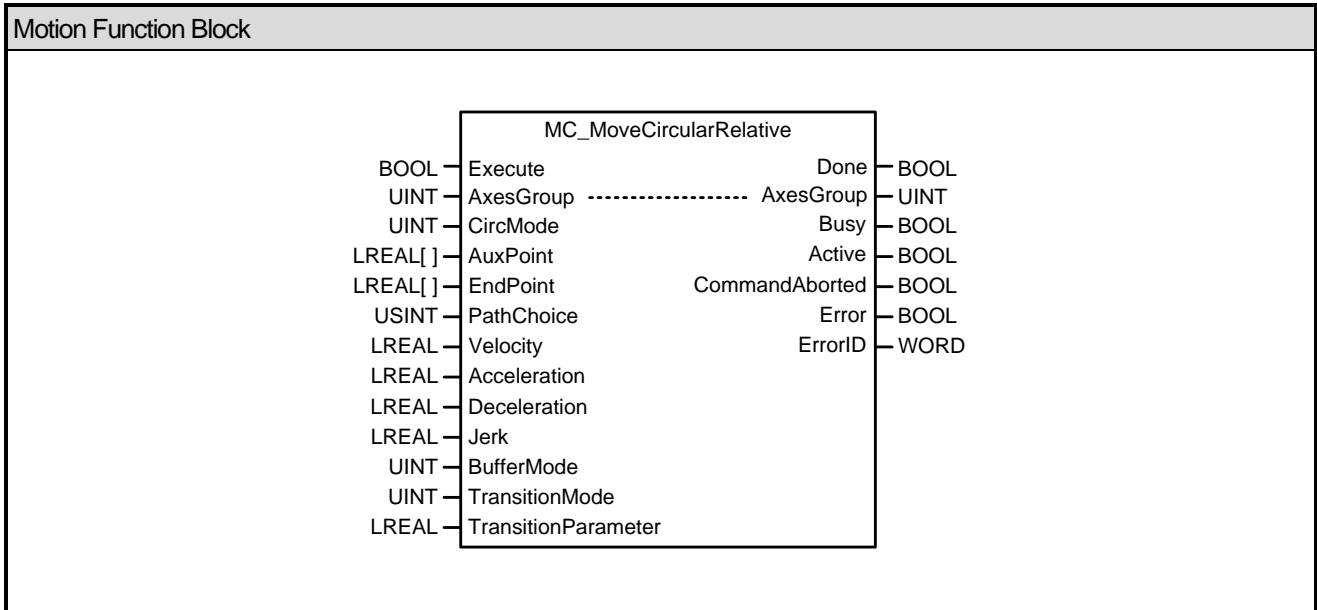 Motion Function Block
MC_MoveCircularRelative
BOOL Execute Done BOOL
UINT AxesGroup AxesGroup UINT
UINT CircMode Busy BOOL
LREAL[ ] AuxPoint Active BOOL
LREAL[ ] EndPoint CommandAborted BOOL
USINT PathChoice Error BOOL
LREAL Velocity ErrorID WORD
LREAL Acceleration
LREAL Deceleration
LREAL Jerk
UINT BufferMode
UINT TransitionMode
LREAL TransitionParameter